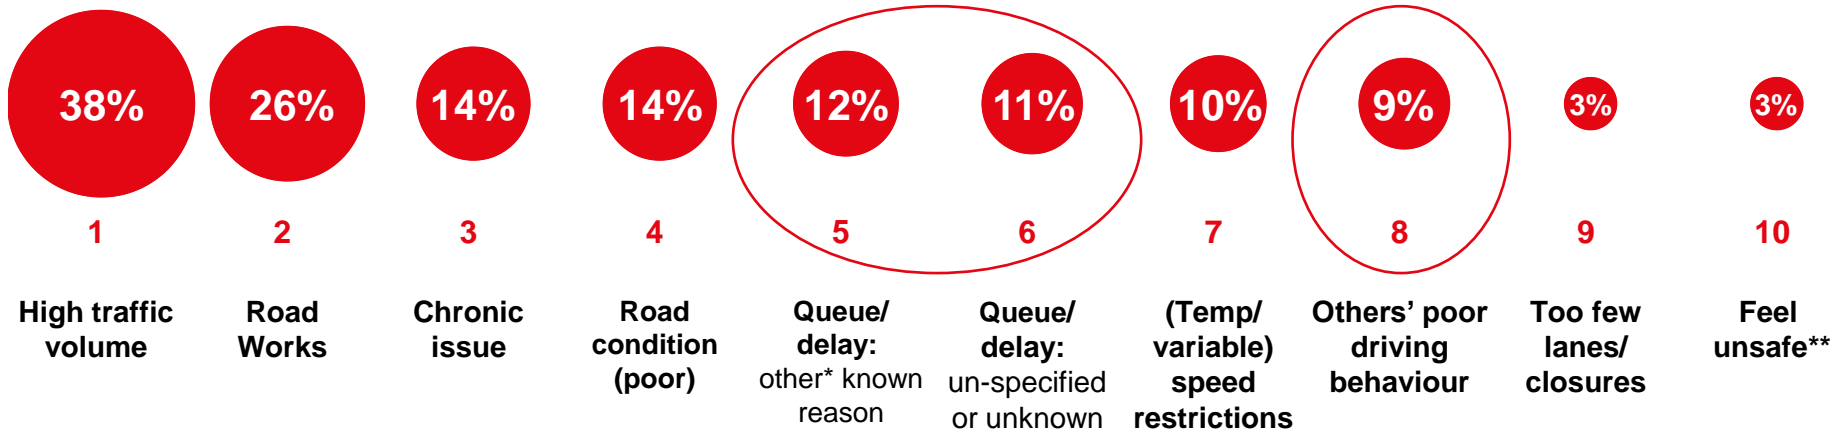 38% 26% 14% 14% 12% 11% 10% 9% 3% 3%
1 2 3 4 5 6 7 8 9 10
High traffic
volume
Road
Works
Chronic
issue
Road
condition
(poor)
Queue/
delay:
other* known
reason
Queue/
delay:
un-specified
or unknown
(Temp/
variable)
speed
restrictions
Others’ poor
driving
behaviour
Too few
lanes/
closures
Feel
unsafe**